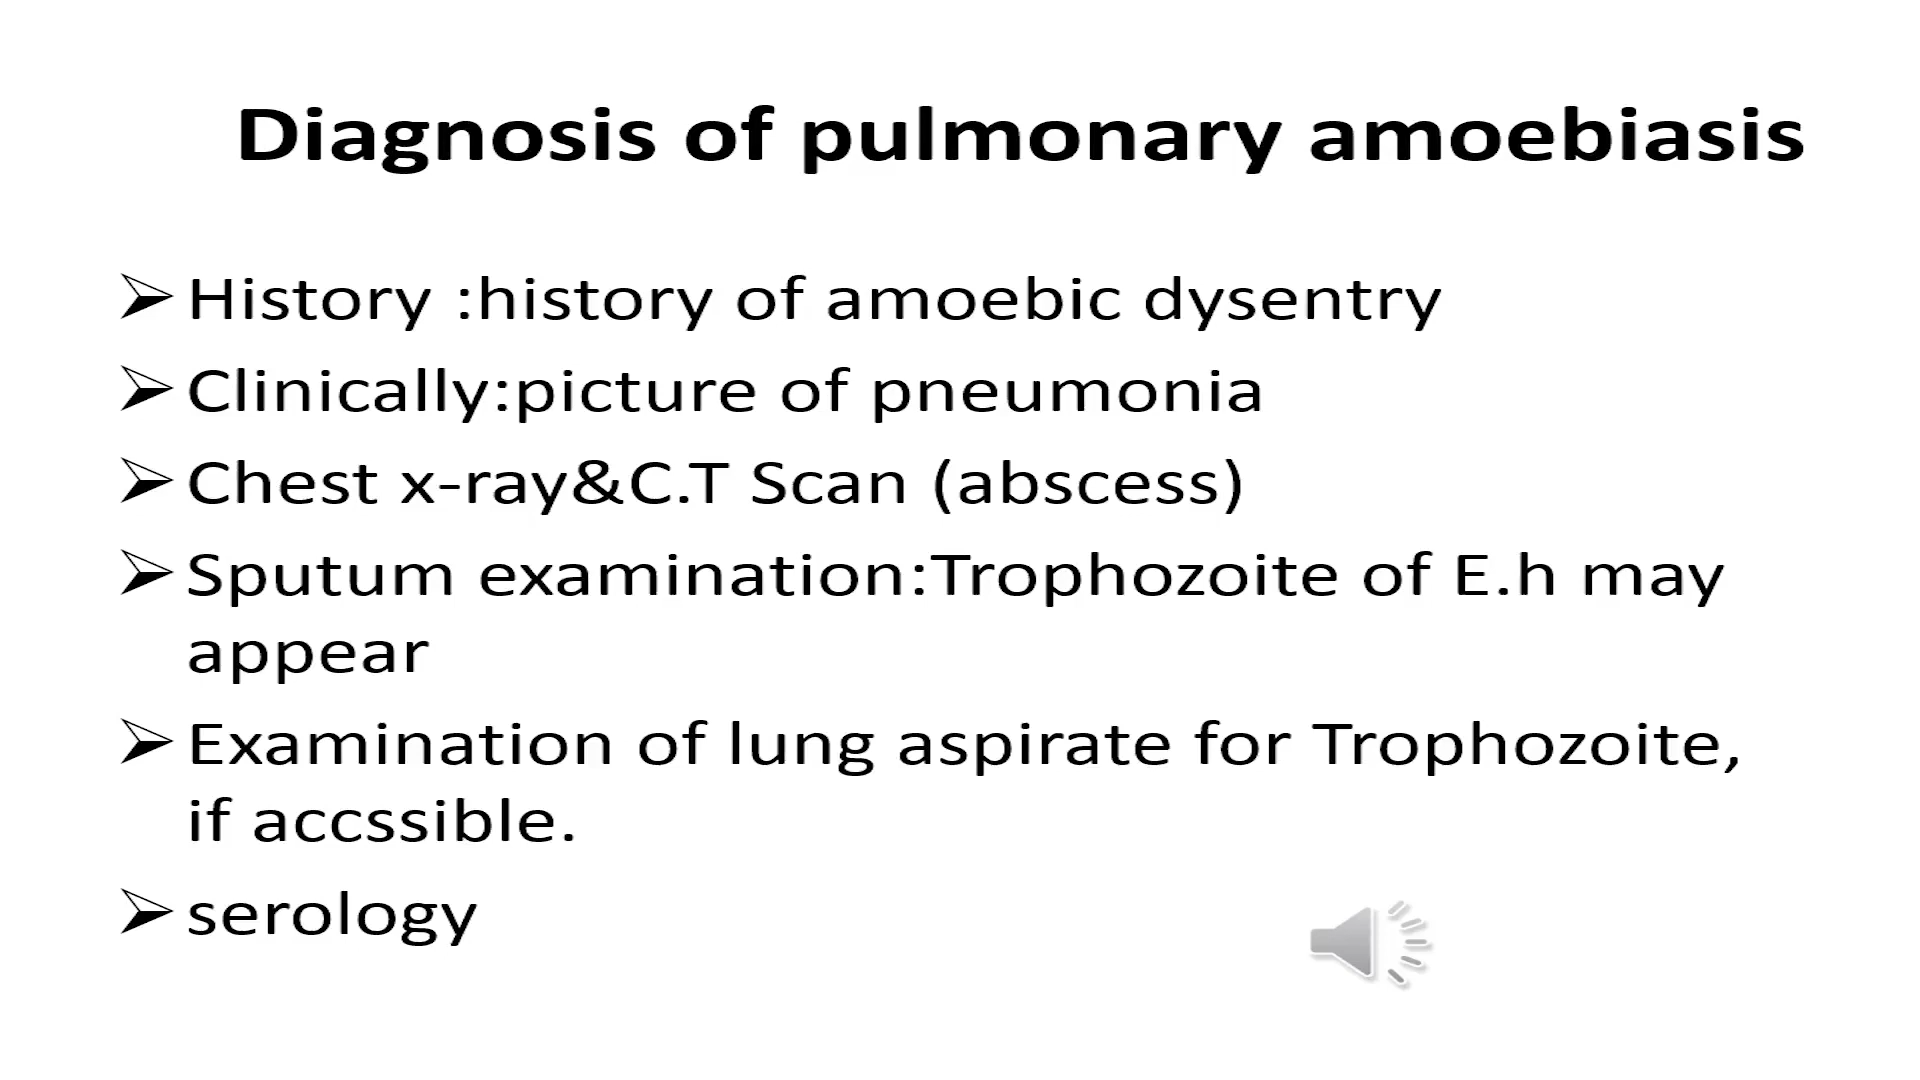 Diagnosis of pulmonary amoebiasis
➢History :history of amoebic dysentry
➢Clinically:picture of pneumonia
➢Chest x-ray&C.T Scan (abscess)
➢Sputum examination:Trophozoite of E.h may
appear
➢Examination of lung aspirate for Trophozoite,
if accssible.
➢serology